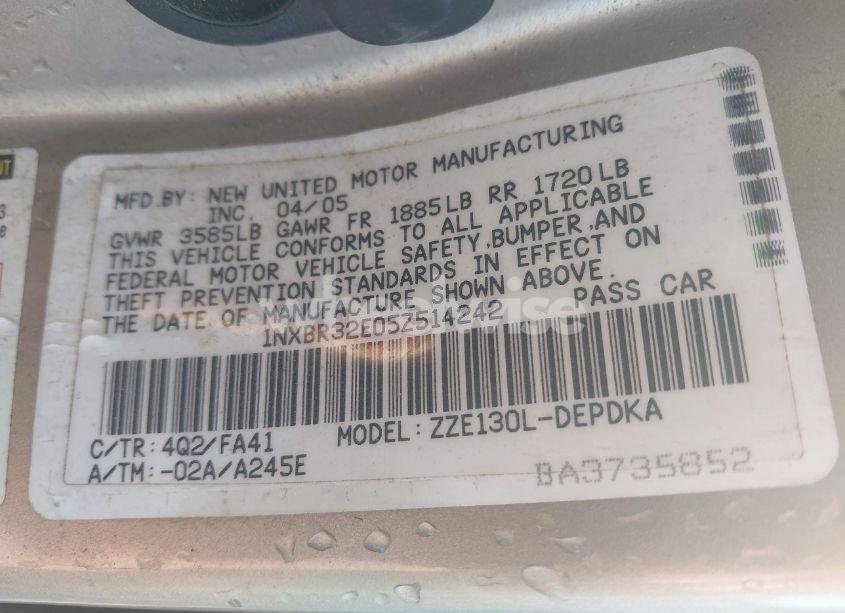 MFD.BY: NEW UNITED MOTOR MANUFACTURING
INC. 04/05
GVWR 3585LB GAWR FR 1885LB RR 1720LB
THIS VEHICLE CONFORMS TO ALL APPLICABLE
FEDERAL MOTOR VEHICLE SAFETY,BUMPER,AND
THEFT PREVENTION STANDARDS IN EFFECT ON
THE DATE OF MANUFACTURE SHOWN ABOVE.
1NXBR32E05Z514242 PASS CAR
C/TR:4Q2/FA41 MODEL:ZZE130L-DEPDKA
A/TM:-02A/A245E
BA3735852